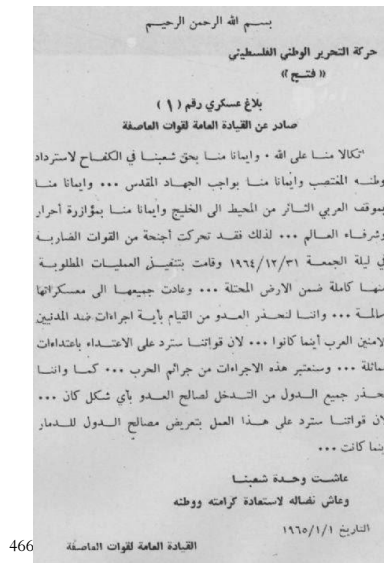 بسم الله الرحمن الرحيم
حركة التحرير الوطني الفلسطيني
«فتح»
بلاغ عسكري رقم (١)
صادر عن القيادة العامة لقوات العاصفة
"تكالا منا على الله ٠ وايمانا منا بحق شعبنا في الكفاح لاسترداد
وطنه المغتصب وايمانا منا بواجب الجهاد المقدس ••• وايمانا منا
بموقف العربي الثائر من المحيط الى الخليج وايمانا منا بمؤازرة أحرار
وشرفاء العالم ••• لذلك فقد تحركت أجنحة من القوات الضاربة
في ليلة الجمعة ١٩٦٤/١٢/٣١ وقامت بتنفيذ العمليات المطلوبة
منها كاملة ضمن الارض المحتلة ••• وعادت جميعها الى معسكراتها
سالمة ••• واننا لنحذر العدو من القيام بأية اجراءات ضد المدنيين
لامنين العرب أينما كانوا ••• لان قواتنا سترد على الاعتداء باعتداءات
مماثلة ••• وسنعتبر هذه الاجراءات من جرائم الحرب ••• كما واننا
نحذر جميع الدول من التدخل لصالح العدو بأي شكل كان •••
لان قواتنا سترد على هذا العمل بتعريض مصالح الدول للدمار
ينما كانت •••
عاشت وحدة شعبنا
وعاش نضاله لاستعادة كرامته ووطنه
التاريخ ١٩٦٥/١/١
القيادة العامة لقوات العاصفة
466